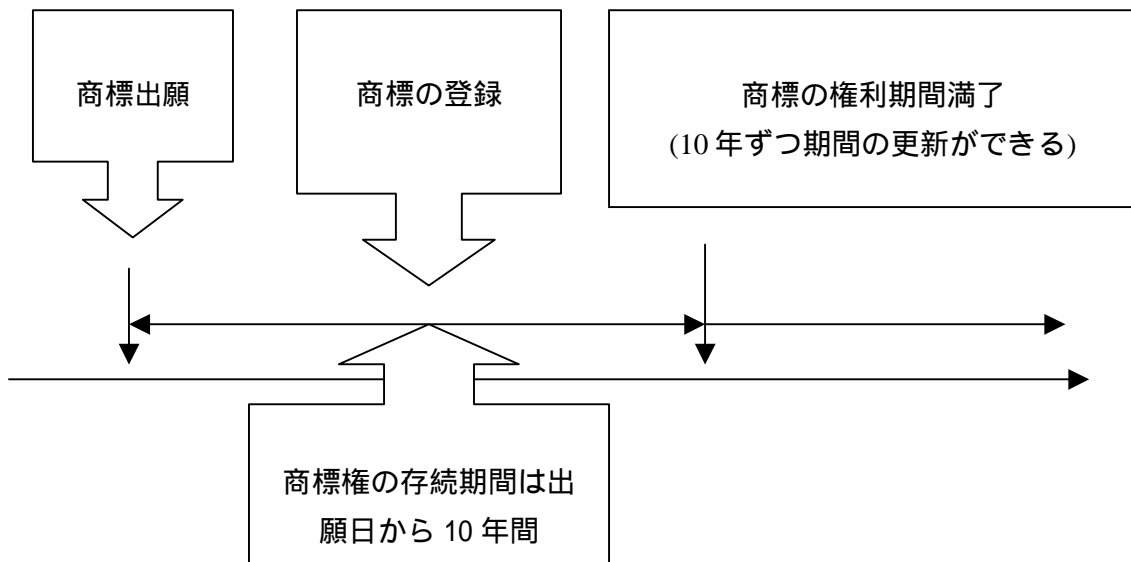 商標出願
商標の登録
商標の権利期間満了
(10 年ずつ期間の更新ができる)
商標権の存続期間は出
願日から 10 年間